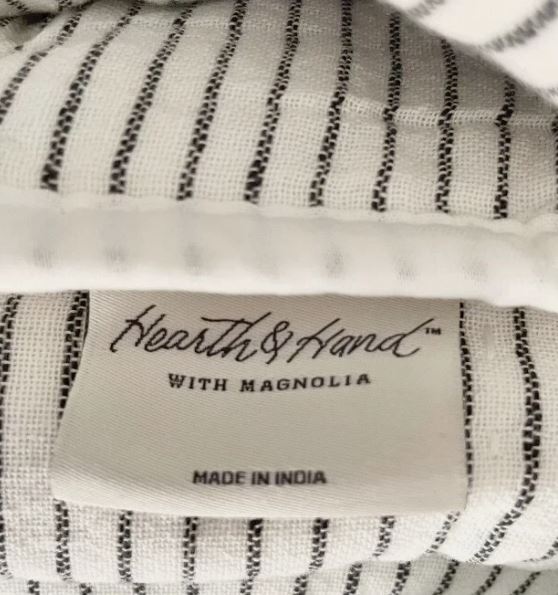 Hearth & Hand™
WITH MAGNOLIA
MADE IN INDIA